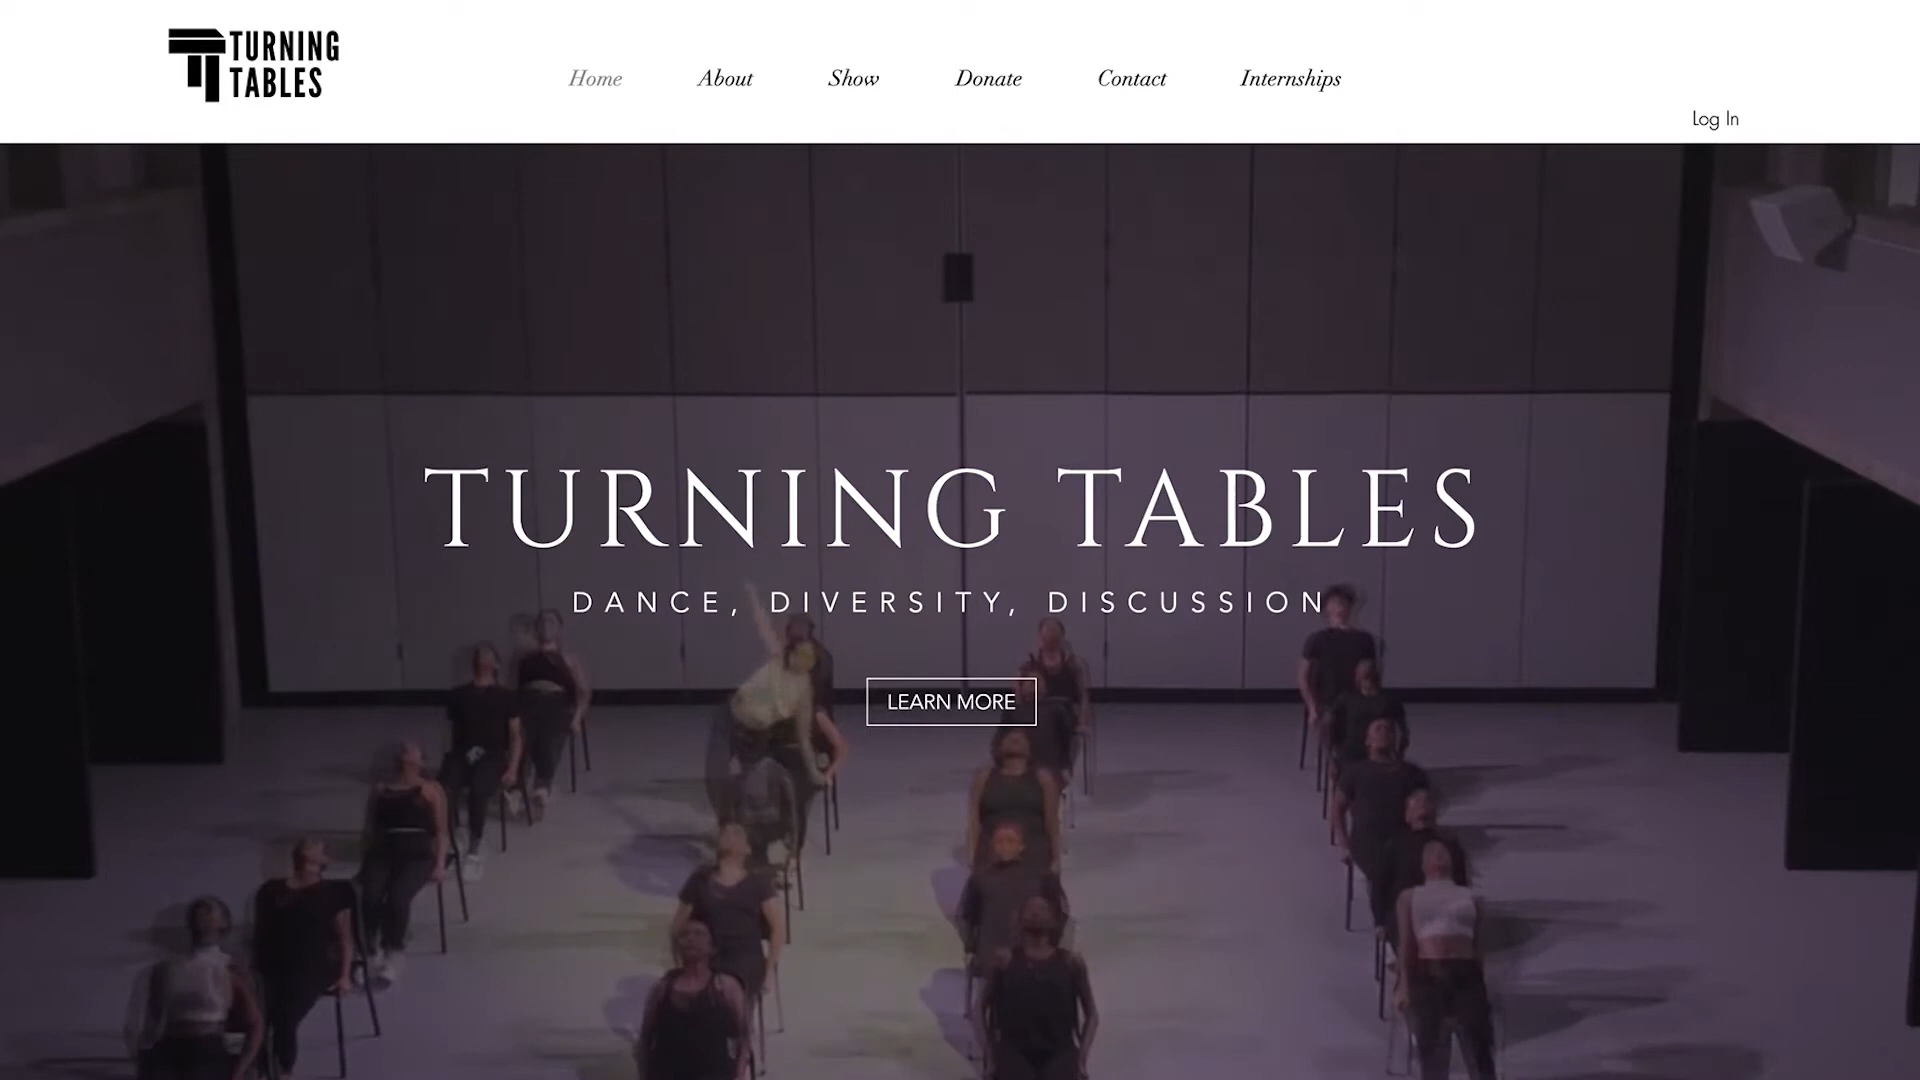 TURNING
TABLES
Home About Show Donate Contact Internships
Log In
TURNING TABLES
DANCE, DIVERSITY, DISCUSSION
LEARN MORE